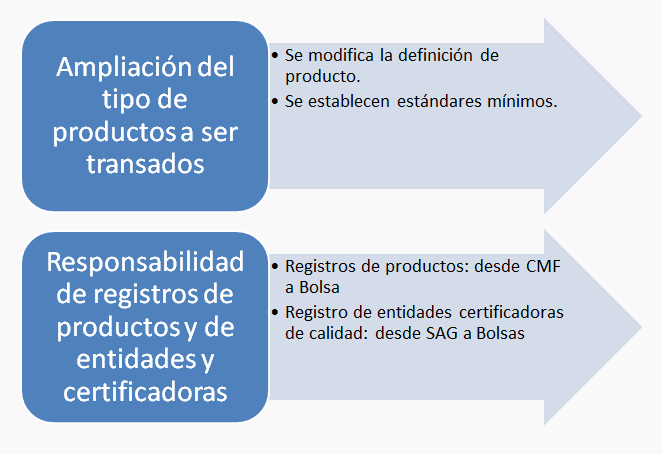 Ampliación del
tipo de
productos a ser
transados
• Se modifica la definición de
producto.
• Se establecen estándares mínimos.
Responsabilidad
de registros de
productos y de
entidades y
certificadoras
• Registros de productos: desde CMF
a Bolsa
• Registro de entidades certificadoras
de calidad: desde SAG a Bolsas